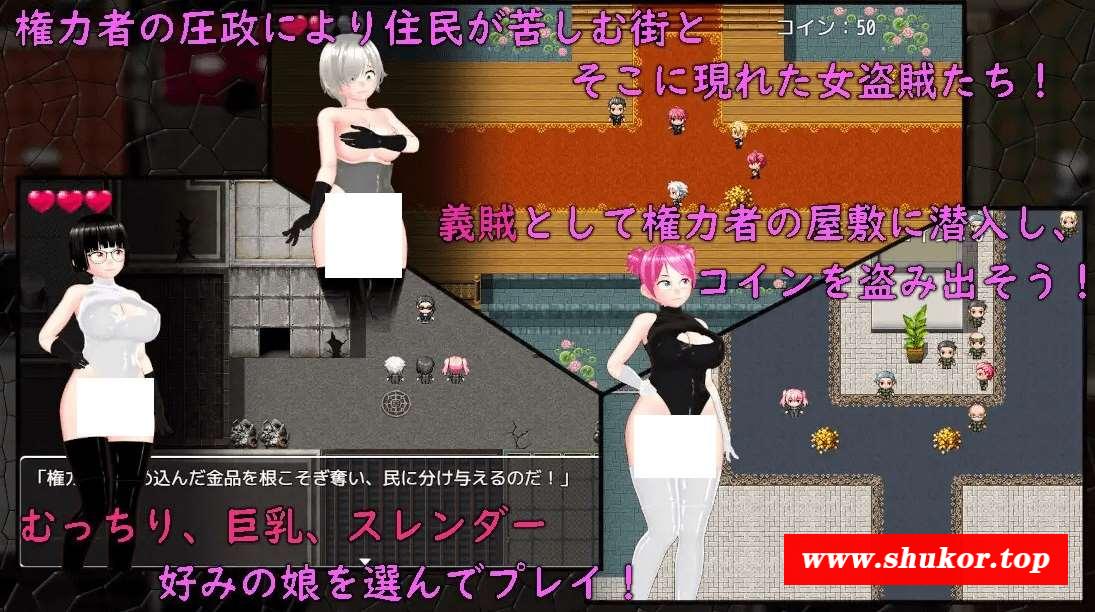 権力者の圧政により住民が苦しむ街と
コイン：50
そこに現れた女盗賊たち！
義賊として権力者の屋敷に潜入し、
コインを盗み出そう！
「権力 め込んだ金品を根こそぎ奪い、民に分け与えるのだ！」
むっちり、巨乳、スレンダー
好みの娘を選んでプレイ！
www.shukor.top